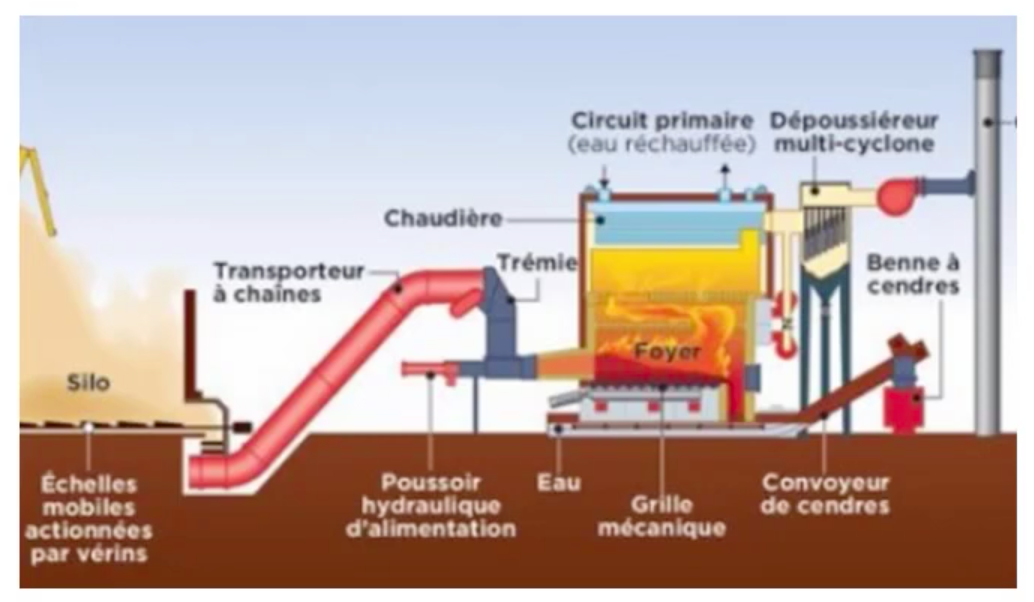 Circuit primaire
(eau réchauffée)
Dépoussiéreur
multi-cyclone
Chaudière
Transporteur
à chaînes
Trémie
Benne à
cendres
Foyer
Silo
Échelles
mobiles
actionnées
par vérins
Poussoir
hydraulique
d'alimentation
Eau
Grille
mécanique
Convoyeur
de cendres